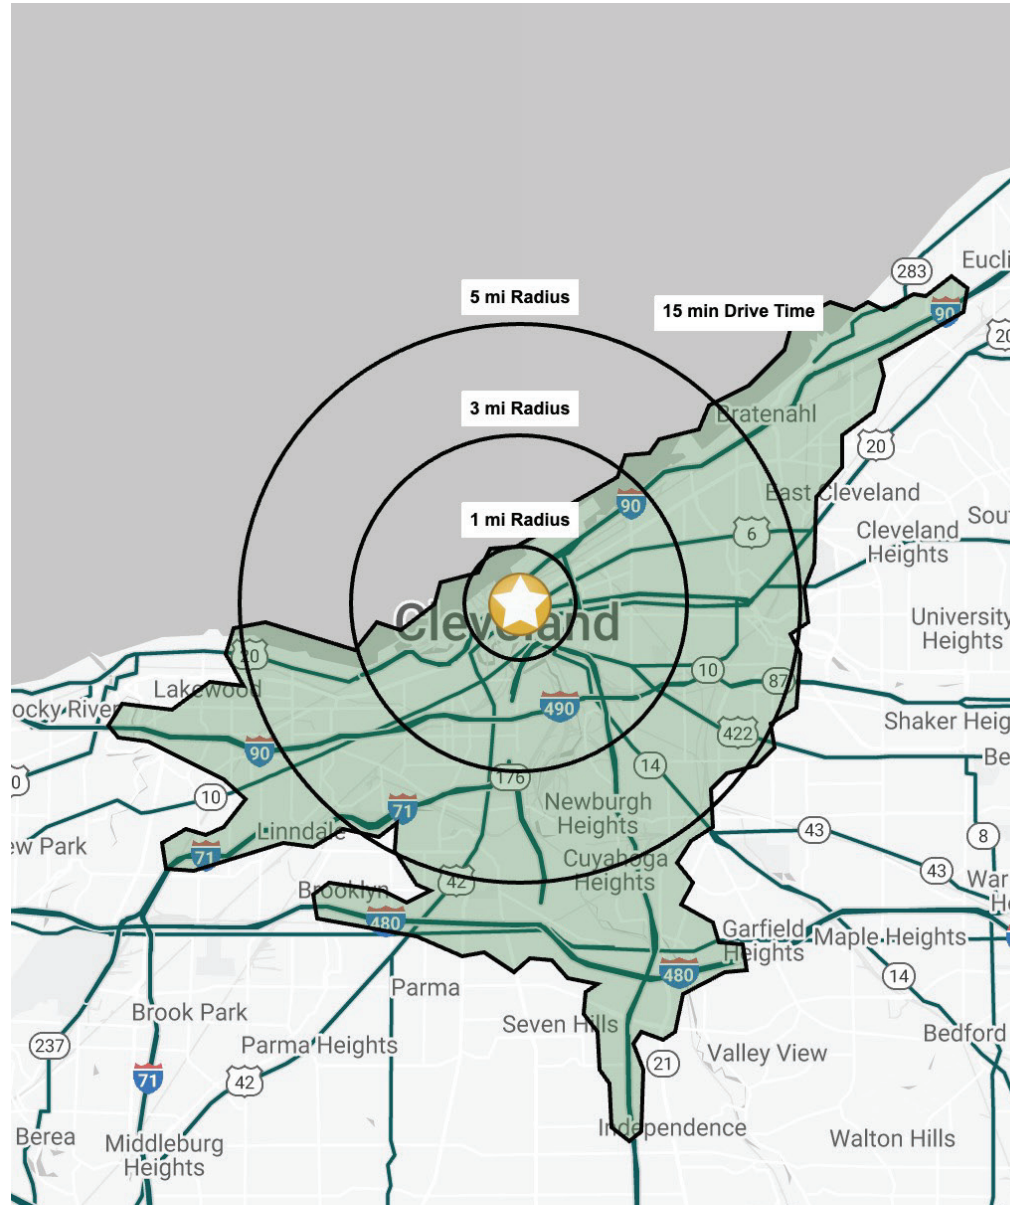 283
Eucli
5 mi Radius
15 min Drive Time
90
20
3 mi Radius
Bratenahl
20
East Cleveland
90
1 mi Radius
6
Sou
Cleveland
Heights
Cleveland
University
Heights
20
10
87
Lakewood
ocky River
490
Shaker Heig
422
Be
90
14
176
0
10
71
Newburgh
Heights
43
8
Linndale
ew Park
71
Cuyahoga
Heights
43
War
He
42
Brooklyn
480
Garfield
Heights
Maple Heights
480
14
Parma
Brook Park
Seven Hills
Bedford
237
Parma Heights
Valley View
21
71
42
Independence
Berea
Middleburg
Heights
Walton Hills